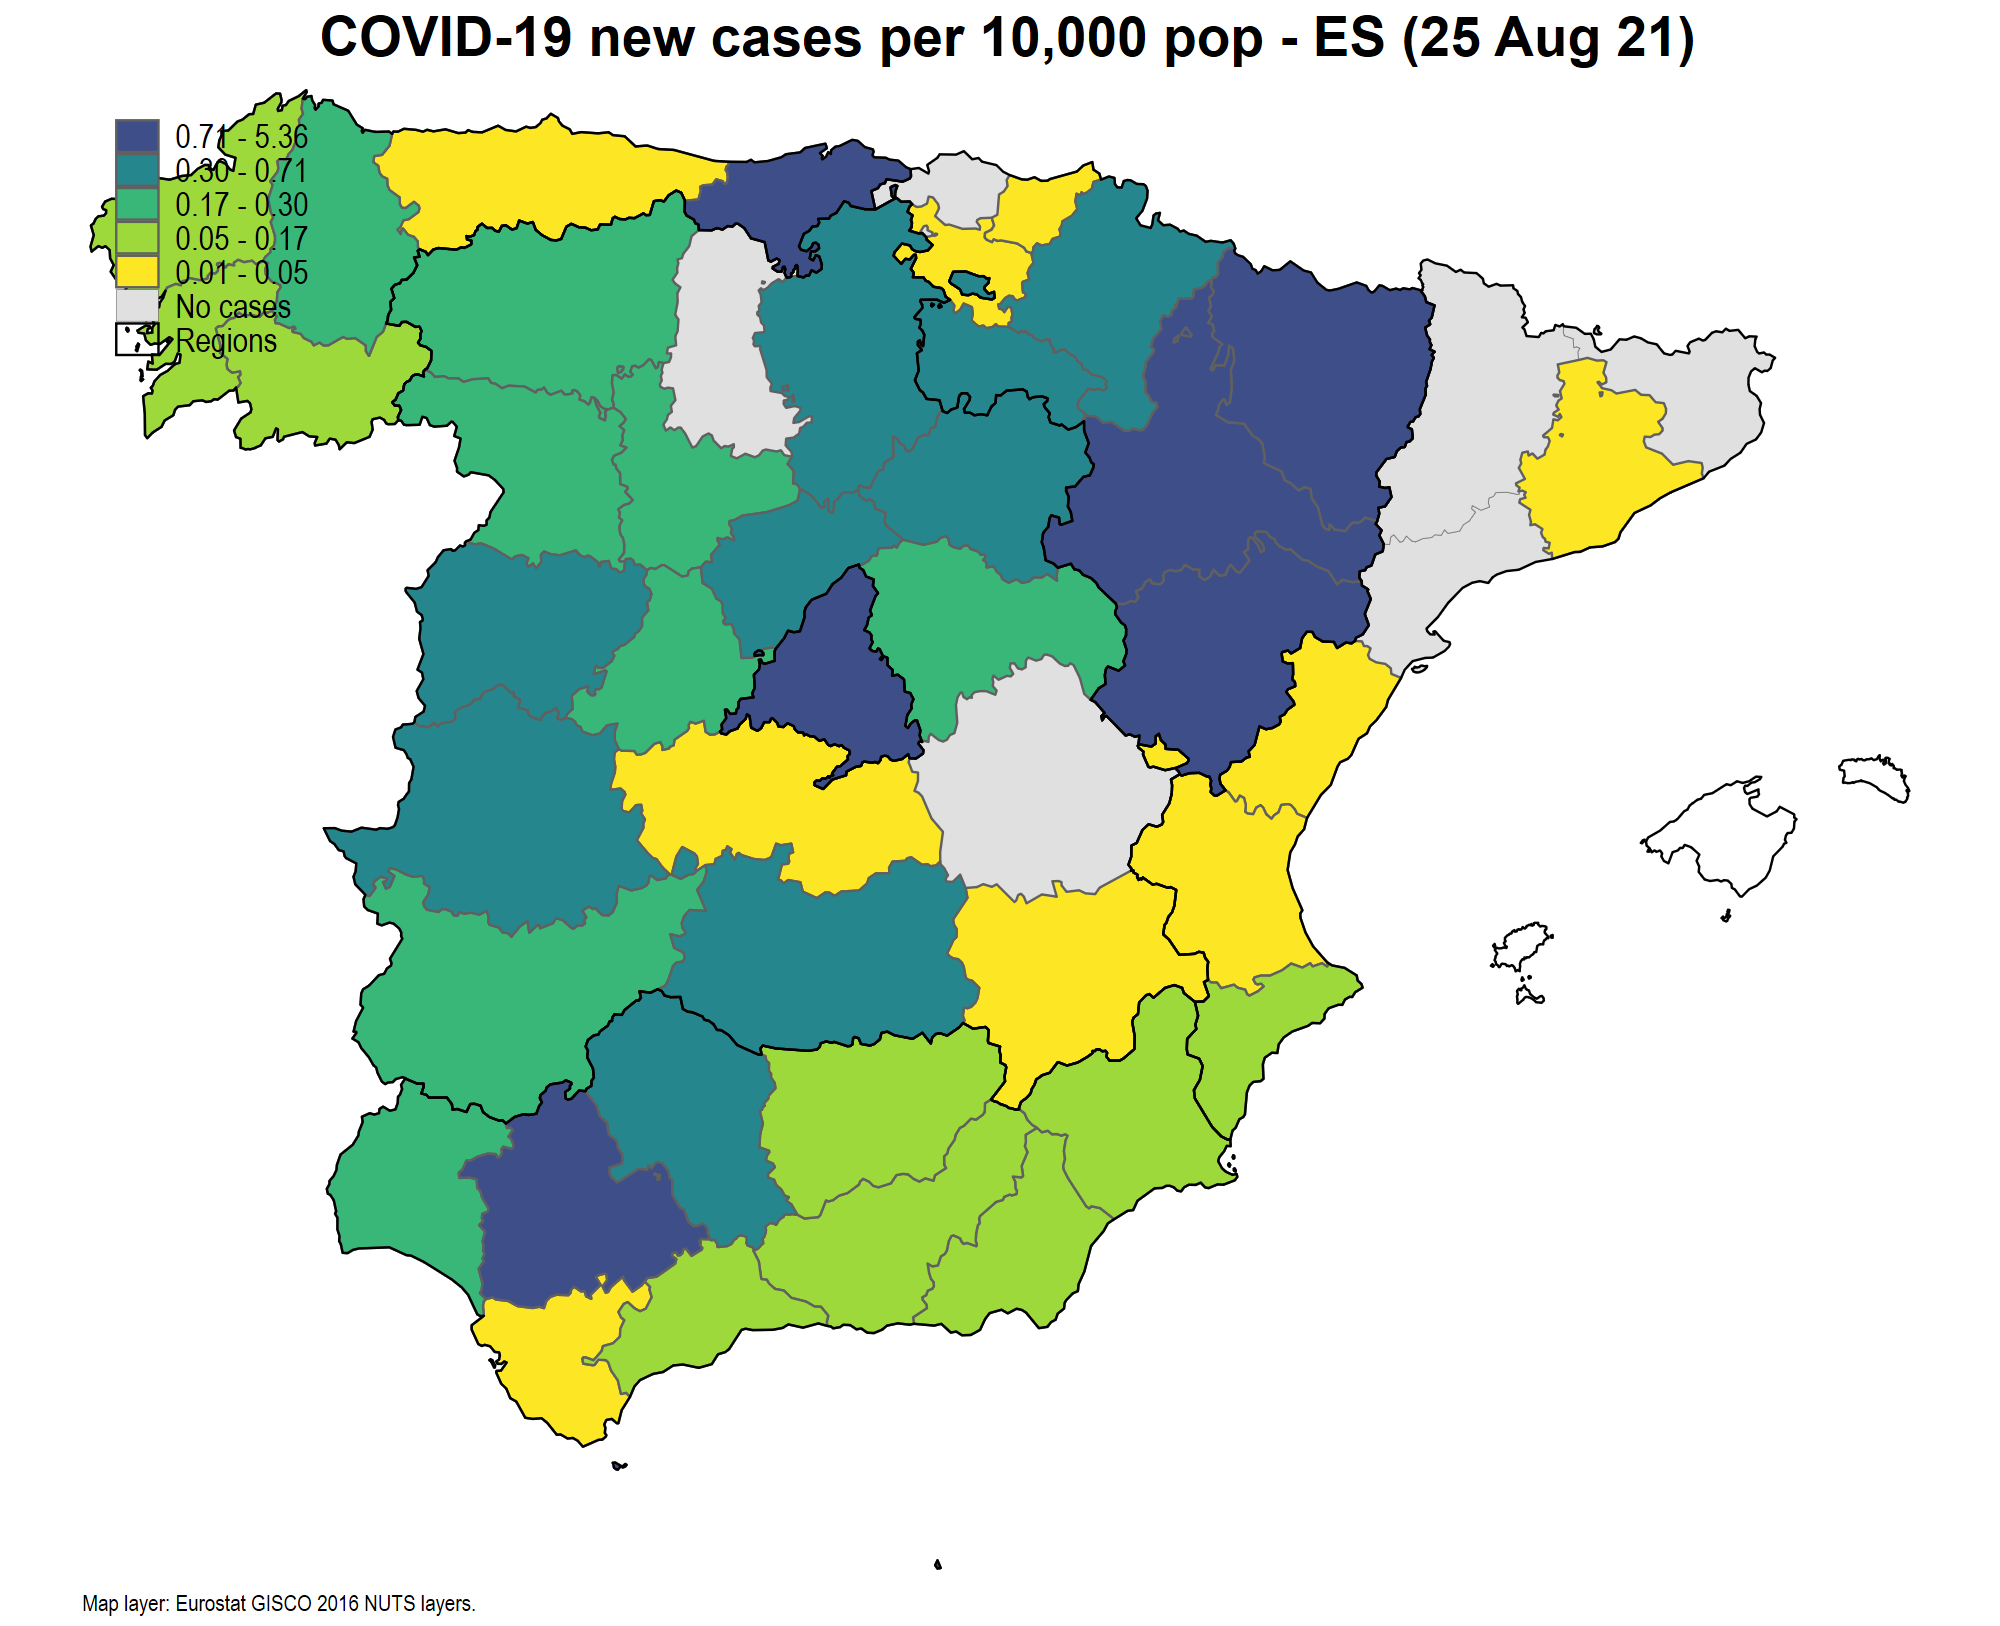 COVID-19 new cases per 10,000 pop - ES (25 Aug 21)
0.71 - 5.36
0.30 - 0.71
0.17 - 0.30
0.05 - 0.17
0.01 - 0.05
No cases
Regions
Map layer: Eurostat GISCO 2016 NUTS layers.